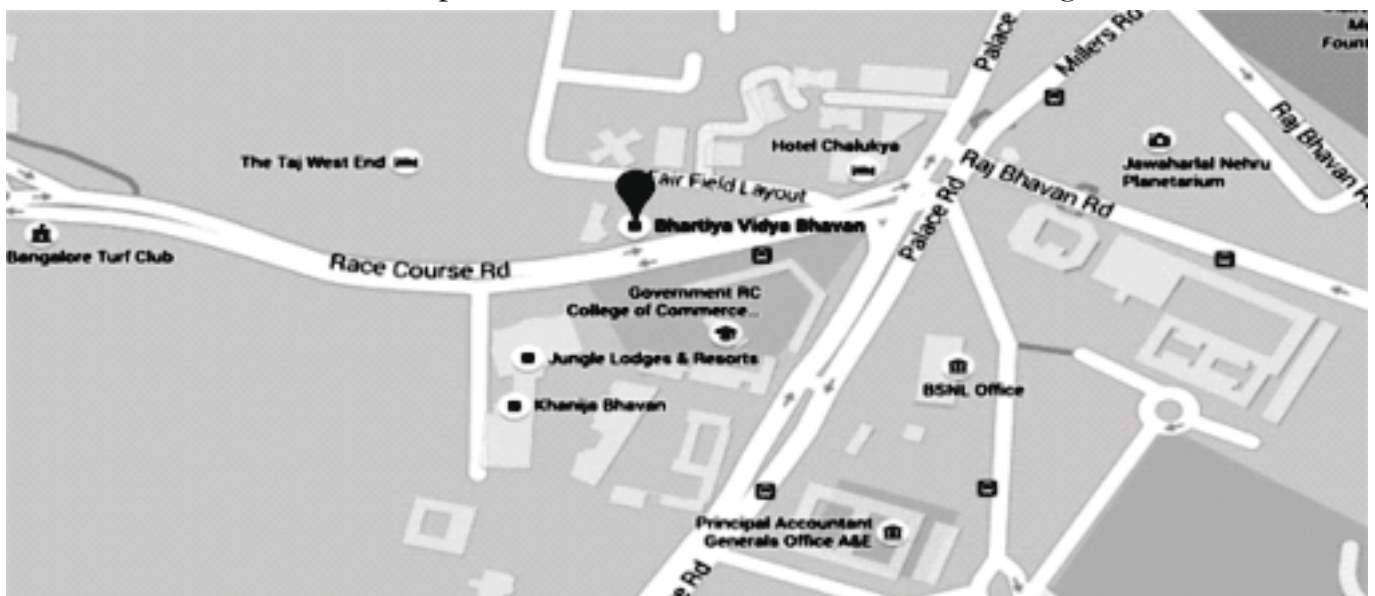 Palace
Millers Rd
Raj Bhavan Rd
The Taj West End
Hotel Chalukya
Jawaharlal Nehru
Planetarium
Raj Bhavan Rd
Fair Field Layout
Bhartiya Vidya Bhavan
Palace Rd
Bangalore Turf Club
Race Course Rd
Government RC
College of Commerce...
Jungle Lodges & Resorts
BSNL Office
Khanija Bhavan
Principal Accountant
Generals Office A&E
e Rd